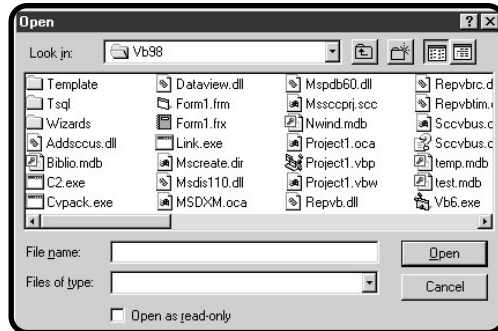 Open
Look in: Vb98
Template Dataview.dll Mspdb60.dll Repvbrc.d
Tsql Form1.frm Mssccprj.scc Repvbtim.
Wizards Form1.frx Nwind.mdb Sccvbus.c
Addsccus.dll Link.exe Project1.oca Sccvbus.c
Biblio.mdb Mscreate.dir Project1.vbp temp.mdb
C2.exe Msdis110.dll Project1.vbw test.mdb
Cvpack.exe MSDXM.oca Repvb.dll Vb6.exe
File name: Open
Files of type: Cancel
Open as read-only